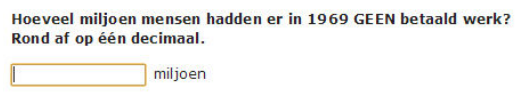 Hoeveel miljoen mensen hadden er in 1969 GEEN betaald werk?
Rond af op één decimaal.
miljoen